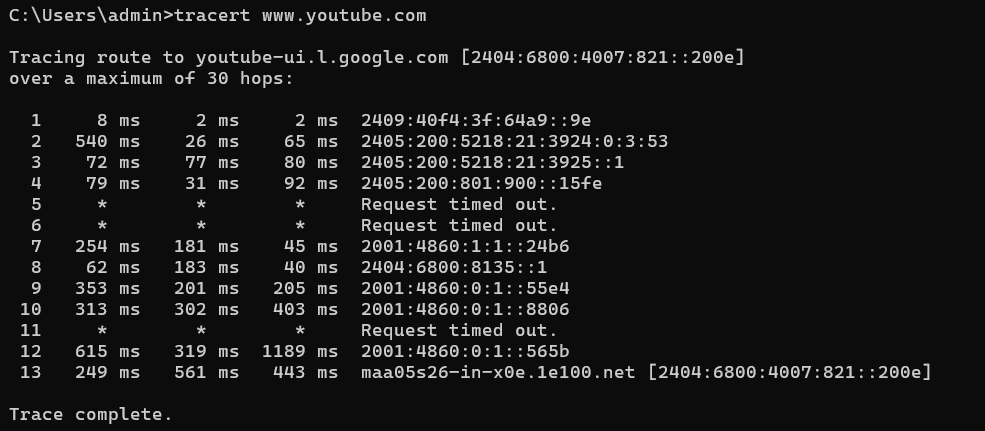 C:\Users\admin>tracert www.youtube.com
Tracing route to youtube-ui.l.google.com [2404:6800:4007:821::200e]
over a maximum of 30 hops:
1 8 ms 2 ms 2 ms 2409:40f4:3f:64a9::9e
2 540 ms 26 ms 65 ms 2405:200:5218:21:3924:0:3:53
3 72 ms 77 ms 80 ms 2405:200:5218:21:3925::1
4 79 ms 31 ms 92 ms 2405:200:801:900::15fe
5 * * * Request timed out.
6 * * * Request timed out.
7 254 ms 181 ms 45 ms 2001:4860:1:1::24b6
8 62 ms 183 ms 40 ms 2404:6800:8135::1
9 353 ms 201 ms 205 ms 2001:4860:0:1::55e4
10 313 ms 302 ms 403 ms 2001:4860:0:1::8806
11 * * * Request timed out.
12 615 ms 319 ms 1189 ms 2001:4860:0:1::565b
13 249 ms 561 ms 443 ms maa05s26-in-x0e.1e100.net [2404:6800:4007:821::200e]
Trace complete.